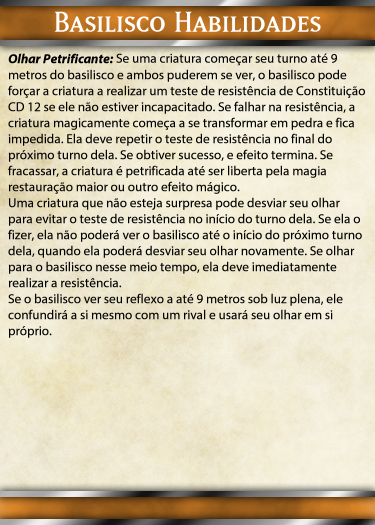 Basilisco Habilidades
Olhar Petrificante: Se uma criatura começar seu turno até 9
metros do basilisco e ambos puderem se ver, o basilisco pode
forçar a criatura a realizar um teste de resistência de Constituição
CD 12 se ele não estiver incapacitado. Se falhar na resistência, a
criatura magicamente começa a se transformar em pedra e fica
impedida. Ela deve repetir o teste de resistência no final do
próximo turno dela. Se obtiver sucesso, e efeito termina. Se
fracassar, a criatura é petrificada até ser liberta pela magia
restauração maior ou outro efeito mágico.
Uma criatura que não esteja surpresa pode desviar seu olhar
para evitar o teste de resistência no início do turno dela. Se ela o
fizer, ela não poderá ver o basilisco até o início do próximo turno
dela, quando ela poderá desviar seu olhar novamente. Se olhar
para o basilisco nesse meio tempo, ela deve imediatamente
realizar a resistência.
Se o basilisco ver seu reflexo a até 9 metros sob luz plena, ele
confundirá a si mesmo com um rival e usará seu olhar em si
próprio.